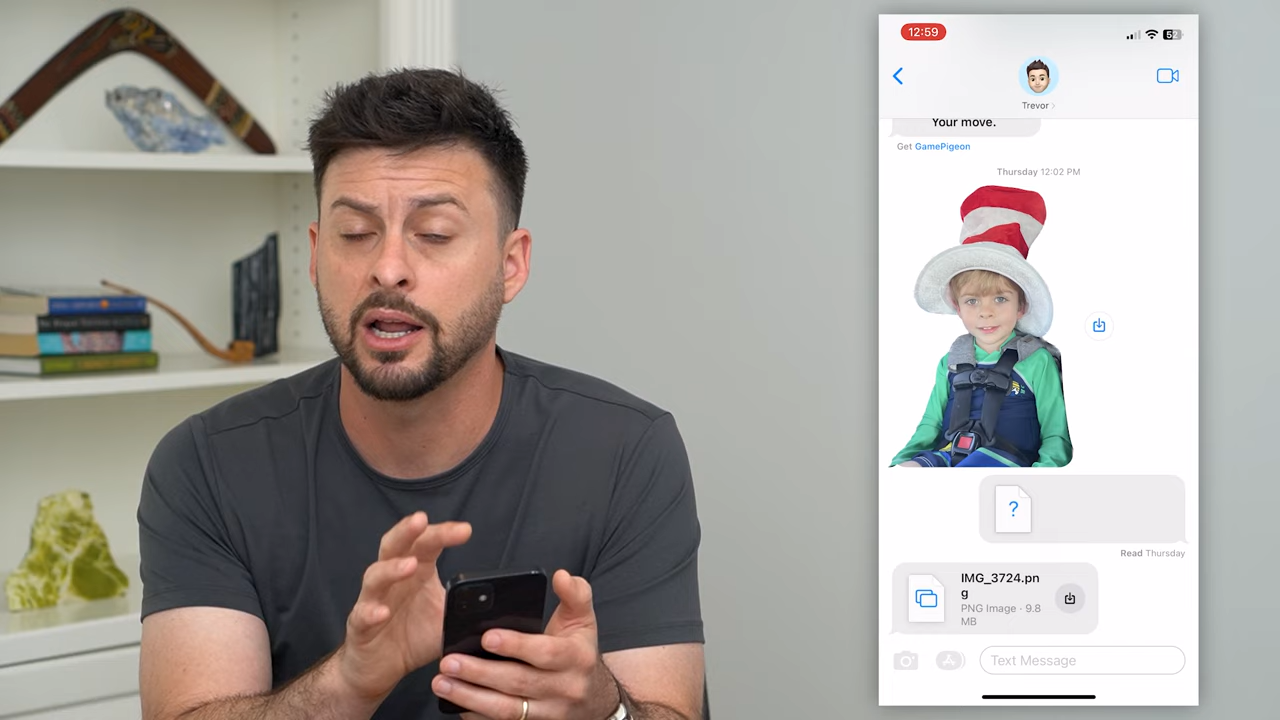 12:59
52
Trevor
Your move.
Get GamePigeon
Thursday 12:02 PM
?
Read Thursday
IMG_3724.pn
g
PNG Image · 9.8
MB
Text Message